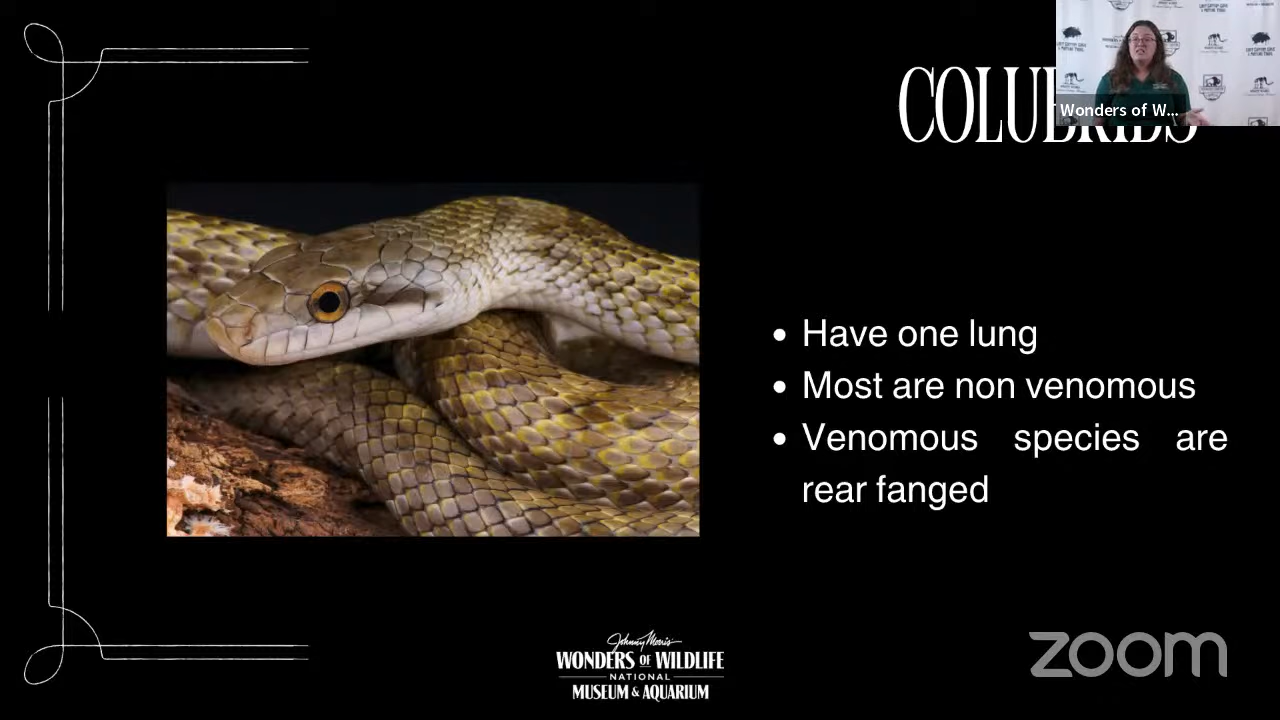 COLUBRIDS
Wonders of W...
Have one lung
Most are non venomous
Venomous species are
rear fanged
Johnny Morris
WONDERS OF WILDLIFE
NATIONAL
MUSEUM & AQUARIUM
zoom